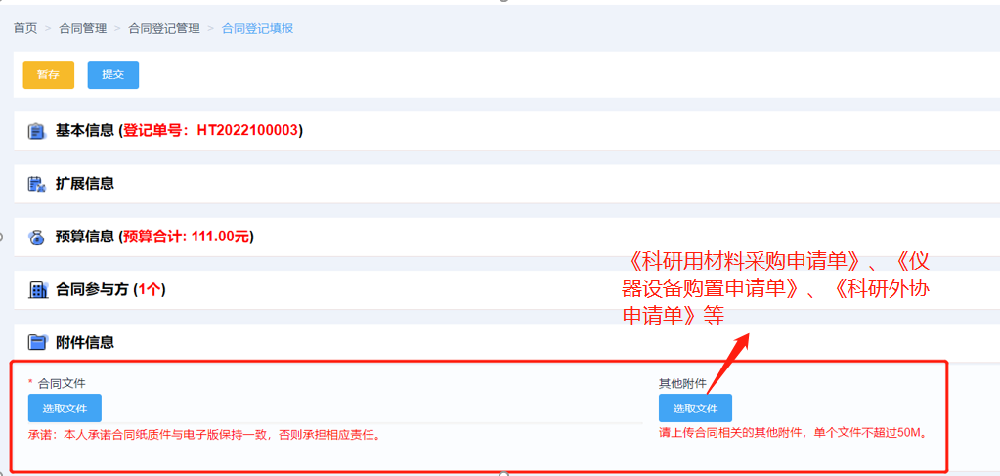 首页 > 合同管理 > 合同登记管理 > 合同登记填报
暂存 提交
基本信息 (登记单号：HT2022100003)
扩展信息
预算信息 (预算合计: 111.00元)
合同参与方 (1个)
《科研用材料采购申请单》、《仪
器设备购置申请单》、《科研外协
申请单》等
附件信息
* 合同文件
选取文件
承诺：本人承诺合同纸质件与电子版保持一致，否则承担相应责任。
其他附件
选取文件
请上传合同相关的其他附件，单个文件不超过50M。